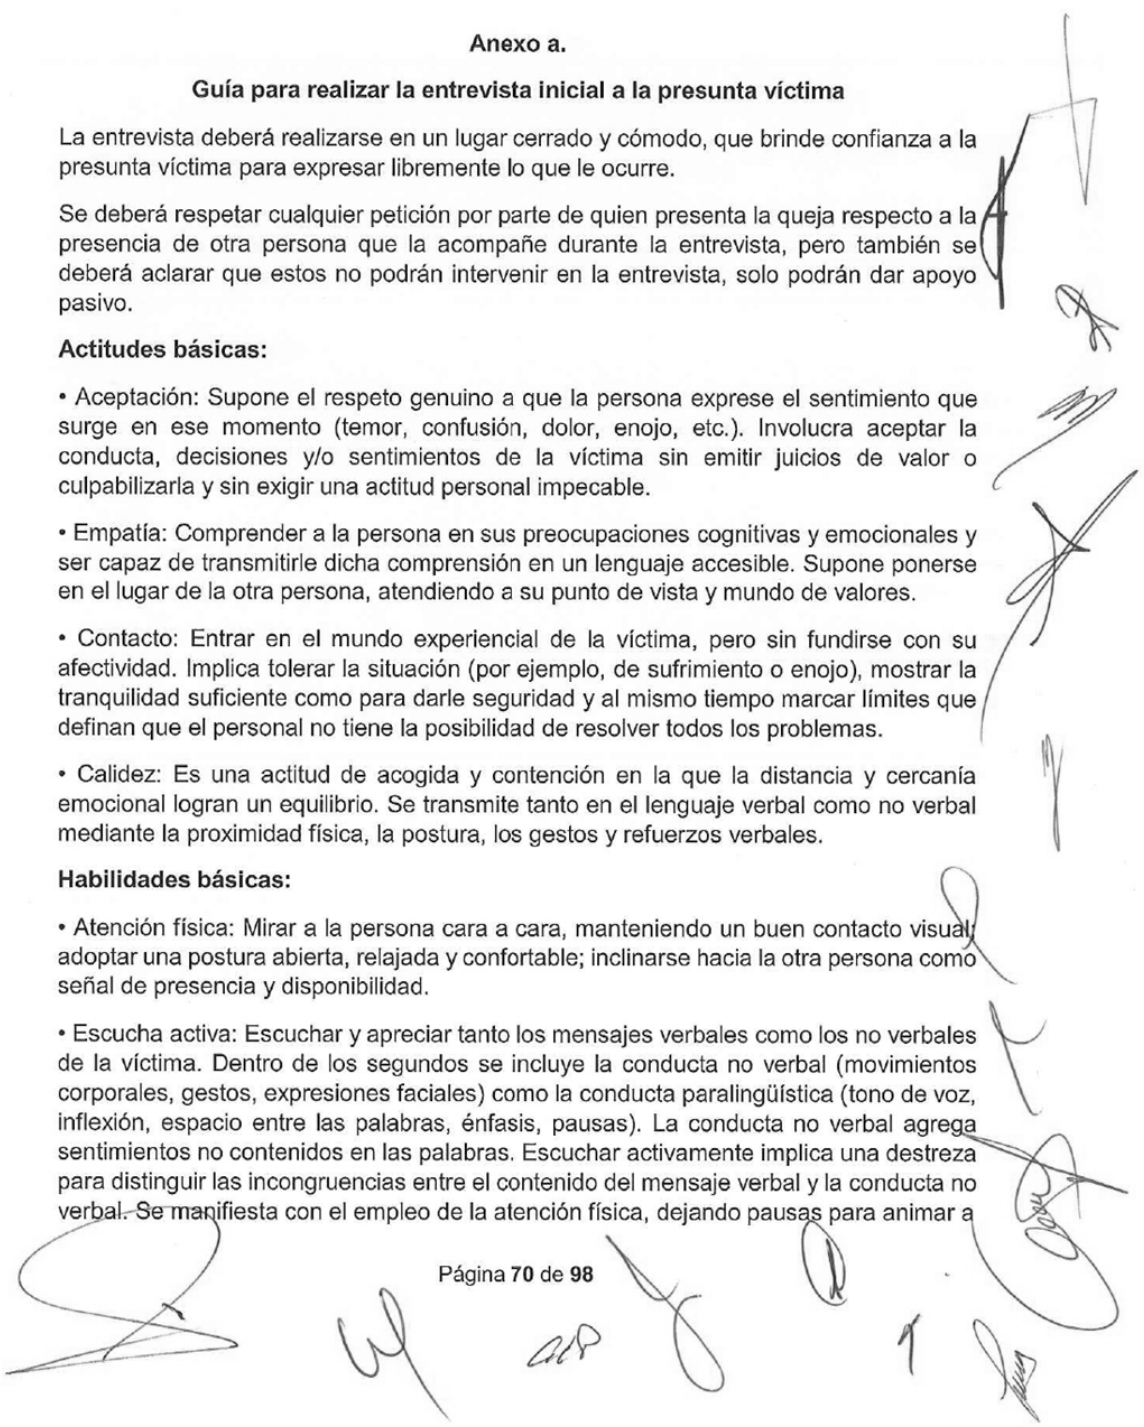 Anexo a.
Guía para realizar la entrevista inicial a la presunta víctima
La entrevista deberá realizarse en un lugar cerrado y cómodo, que brinde confianza a la
presunta víctima para expresar libremente lo que le ocurre.
Se deberá respetar cualquier petición por parte de quien presenta la queja respecto a la
presencia de otra persona que la acompañe durante la entrevista, pero también se
deberá aclarar que estos no podrán intervenir en la entrevista, solo podrán dar apoyo
pasivo.
Actitudes básicas:
• Aceptación: Supone el respeto genuino a que la persona exprese el sentimiento que
surge en ese momento (temor, confusión, dolor, enojo, etc.). Involucra aceptar la
conducta, decisiones y/o sentimientos de la víctima sin emitir juicios de valor o
culpabilizarla y sin exigir una actitud personal impecable.
• Empatía: Comprender a la persona en sus preocupaciones cognitivas y emocionales y
ser capaz de transmitirle dicha comprensión en un lenguaje accesible. Supone ponerse
en el lugar de la otra persona, atendiendo a su punto de vista y mundo de valores.
• Contacto: Entrar en el mundo experiencial de la víctima, pero sin fundirse con su
afectividad. Implica tolerar la situación (por ejemplo, de sufrimiento o enojo), mostrar la
tranquilidad suficiente como para darle seguridad y al mismo tiempo marcar límites que
definan que el personal no tiene la posibilidad de resolver todos los problemas.
• Calidez: Es una actitud de acogida y contención en la que la distancia y cercanía
emocional logran un equilibrio. Se transmite tanto en el lenguaje verbal como no verbal
mediante la proximidad física, la postura, los gestos y refuerzos verbales.
Habilidades básicas:
• Atención física: Mirar a la persona cara a cara, manteniendo un buen contacto visual;
adoptar una postura abierta, relajada y confortable; inclinarse hacia la otra persona como
señal de presencia y disponibilidad.
• Escucha activa: Escuchar y apreciar tanto los mensajes verbales como los no verbales
de la víctima. Dentro de los segundos se incluye la conducta no verbal (movimientos
corporales, gestos, expresiones faciales) como la conducta paralingüística (tono de voz,
inflexión, espacio entre las palabras, énfasis, pausas). La conducta no verbal agrega
sentimientos no contenidos en las palabras. Escuchar activamente implica una destreza
para distinguir las incongruencias entre el contenido del mensaje verbal y la conducta no
verbal. Se manifiesta con el empleo de la atención física, dejando pausas para animar a
Página 70 de 98